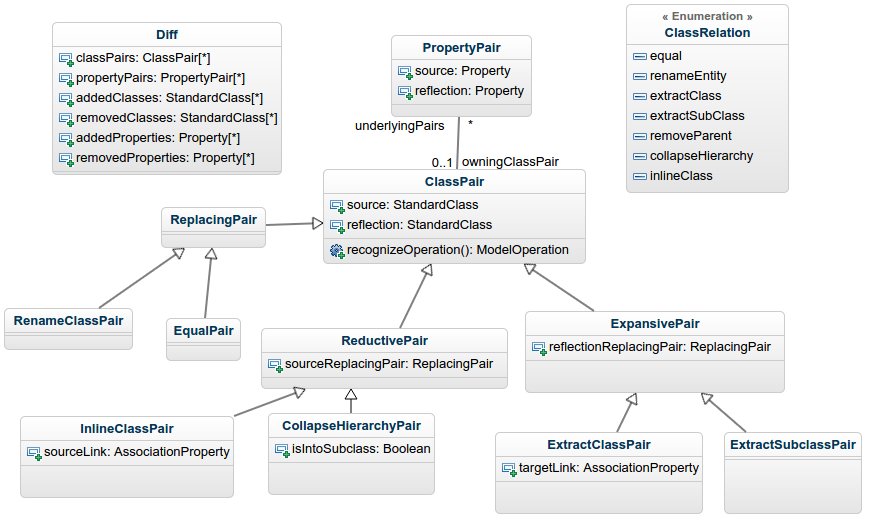 Diff
classPairs: ClassPair[*]
propertyPairs: PropertyPair[*]
addedClasses: StandardClass[*]
removedClasses: StandardClass[*]
addedProperties: Property[*]
removedProperties: Property[*]
PropertyPair
source: Property
reflection: Property
« Enumeration »
ClassRelation
equal
renameEntity
extractClass
extractSubClass
removeParent
collapseHierarchy
inlineClass
underlyingPairs *
0..1 owningClassPair
ClassPair
source: StandardClass
reflection: StandardClass
recognizeOperation(): ModelOperation
ReplacingPair
RenameClassPair
EqualPair
ReductivePair
sourceReplacingPair: ReplacingPair
ExpansivePair
reflectionReplacingPair: ReplacingPair
InlineClassPair
sourceLink: AssociationProperty
CollapseHierarchyPair
isIntoSubclass: Boolean
ExtractClassPair
targetLink: AssociationProperty
ExtractSubclassPair